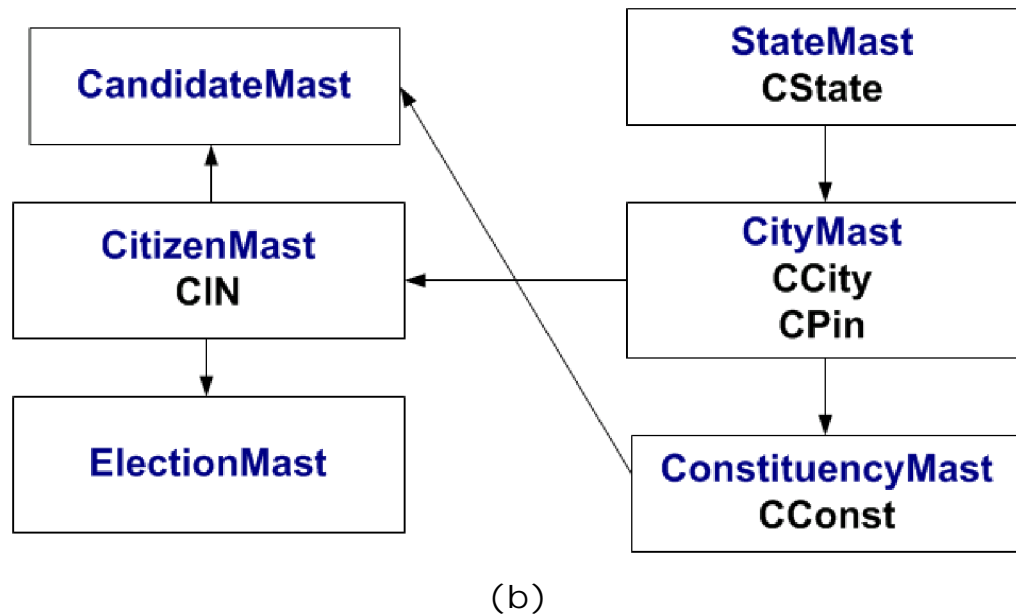 CandidateMast
StateMast
CState
CitizenMast
CIN
CityMast
CCity
CPin
ElectionMast
ConstituencyMast
CConst
(b)